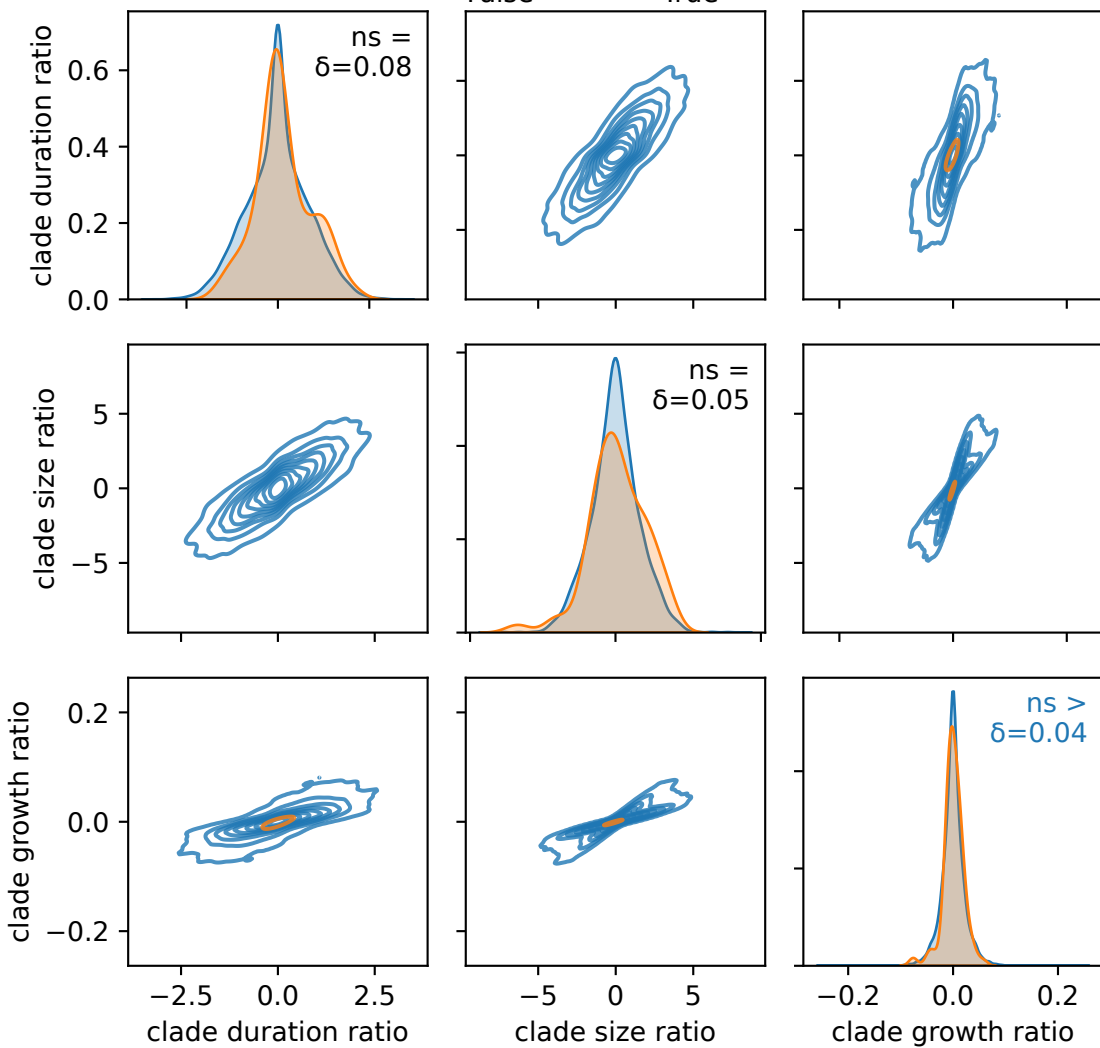 clade duration ratio
0.6
0.4
0.2
0.0
ns =
δ=0.08
clade size ratio
5
0
−5
ns =
δ=0.05
clade growth ratio
0.2
0.0
−0.2
ns >
δ=0.04
−2.5 0.0 2.5
−5 0 5
−0.2 0.0 0.2
clade duration ratio
clade size ratio
clade growth ratio